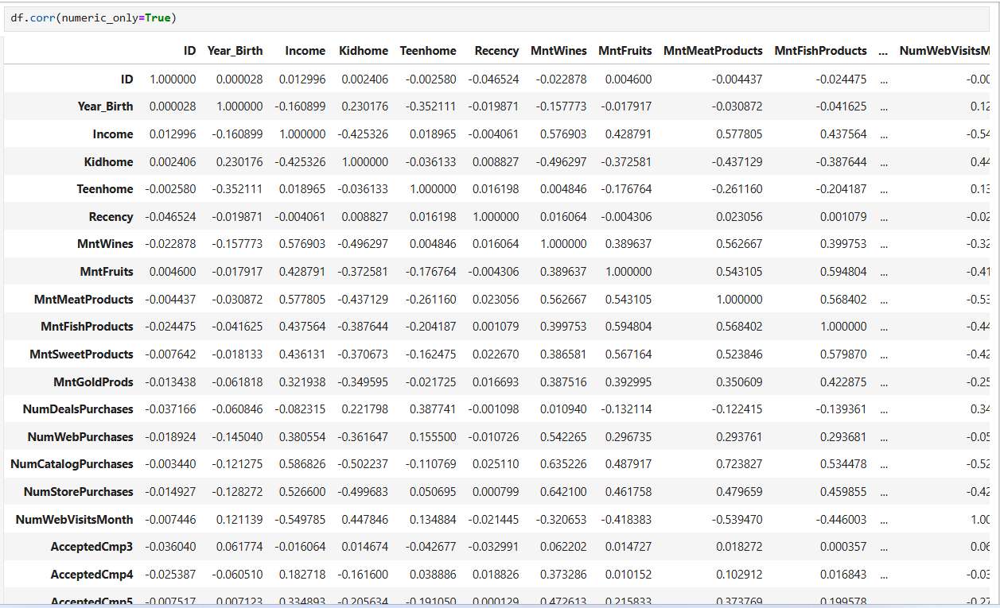 df.corr(numeric_only=True)
ID Year_Birth Income Kidhome Teenhome Recency MntWines MntFruits MntMeatProducts MntFishProducts ... NumWebVisitsM
ID 1.000000 0.000028 0.012996 0.002406 -0.002580 -0.046524 -0.022878 0.004600 -0.004437 -0.024475 ... -0.00
Year_Birth 0.000028 1.000000 -0.160899 0.230176 -0.352111 -0.019871 -0.157773 -0.017917 -0.030872 -0.041625 ... 0.12
Income 0.012996 -0.160899 1.000000 -0.425326 0.018965 -0.004061 0.576903 0.428791 0.577805 0.437564 ... -0.54
Kidhome 0.002406 0.230176 -0.425326 1.000000 -0.036133 0.008827 -0.496297 -0.372581 -0.437129 -0.387644 ... 0.44
Teenhome -0.002580 -0.352111 0.018965 -0.036133 1.000000 0.016198 0.004846 -0.176764 -0.261160 -0.204187 ... 0.13
Recency -0.046524 -0.019871 -0.004061 0.008827 0.016198 1.000000 0.016064 -0.004306 0.023056 0.001079 ... -0.02
MntWines -0.022878 -0.157773 0.576903 -0.496297 0.004846 0.016064 1.000000 0.389637 0.562667 0.399753 ... -0.32
MntFruits 0.004600 -0.017917 0.428791 -0.372581 -0.176764 -0.004306 0.389637 1.000000 0.543105 0.594804 ... -0.41
MntMeatProducts -0.004437 -0.030872 0.577805 -0.437129 -0.261160 0.023056 0.562667 0.543105 1.000000 0.568402 ... -0.53
MntFishProducts -0.024475 -0.041625 0.437564 -0.387644 -0.204187 0.001079 0.399753 0.594804 0.568402 1.000000 ... -0.44
MntSweetProducts -0.007642 -0.018133 0.436131 -0.370673 -0.162475 0.022670 0.386581 0.567164 0.523846 0.579870 ... -0.42
MntGoldProds -0.013438 -0.061818 0.321938 -0.349595 -0.021725 0.016693 0.387516 0.392995 0.350609 0.422875 ... -0.25
NumDealsPurchases -0.037166 -0.060846 -0.082315 0.221798 0.387741 -0.001098 0.010940 -0.132114 -0.122415 -0.139361 ... 0.34
NumWebPurchases -0.018924 -0.145040 0.380554 -0.361647 0.155500 -0.010726 0.542265 0.296735 0.293761 0.293681 ... -0.05
NumCatalogPurchases -0.003440 -0.121275 0.586826 -0.502237 -0.110769 0.025110 0.635226 0.487917 0.723827 0.534478 ... -0.52
NumStorePurchases -0.014927 -0.128272 0.526600 -0.499683 0.050695 0.000799 0.642100 0.461758 0.479659 0.459855 ... -0.42
NumWebVisitsMonth -0.007446 0.121139 -0.549785 0.447846 0.134884 -0.021445 -0.320653 -0.418383 -0.539470 -0.446003 ... 1.00
AcceptedCmp3 -0.036040 0.061774 -0.016064 0.014674 -0.042677 -0.032991 0.062202 0.014727 0.018272 0.000357 ... 0.06
AcceptedCmp4 -0.025387 -0.060510 0.182718 -0.161600 0.038886 0.018826 0.373286 0.010152 0.102912 0.016843 ... -0.03
AcceptedCmp5 -0.007517 0.007123 0.334893 -0.205634 -0.191050 0.000129 0.472613 0.215833 0.373769 0.199578 ... -0.27